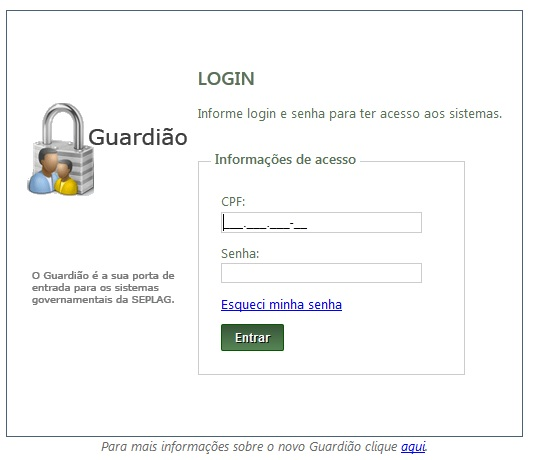 LOGIN
Informe login e senha para ter acesso aos sistemas.
Guardião
Informações de acesso
CPF:
___.___.___-__
Senha:
Esqueci minha senha
Entrar
O Guardião é a sua porta de
entrada para os sistemas
governamentais da SEPLAG.
Para mais informações sobre o novo Guardião clique aqui.